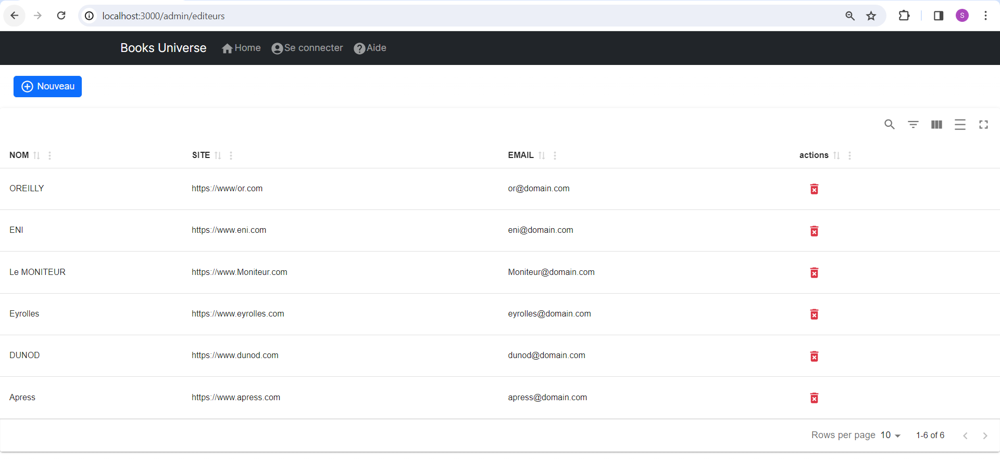 localhost:3000/admin/editeurs
S
Books Universe Home Se connecter Aide
Nouveau
NOM SITE EMAIL actions
OREILLY https://www/or.com or@domain.com
ENI https://www.eni.com eni@domain.com
Le MONITEUR https://www.Moniteur.com Moniteur@domain.com
Eyrolles https://www.eyrolles.com eyrolles@domain.com
DUNOD https://www.dunod.com dunod@domain.com
Apress https://www.apress.com apress@domain.com
Rows per page 10 1-6 of 6